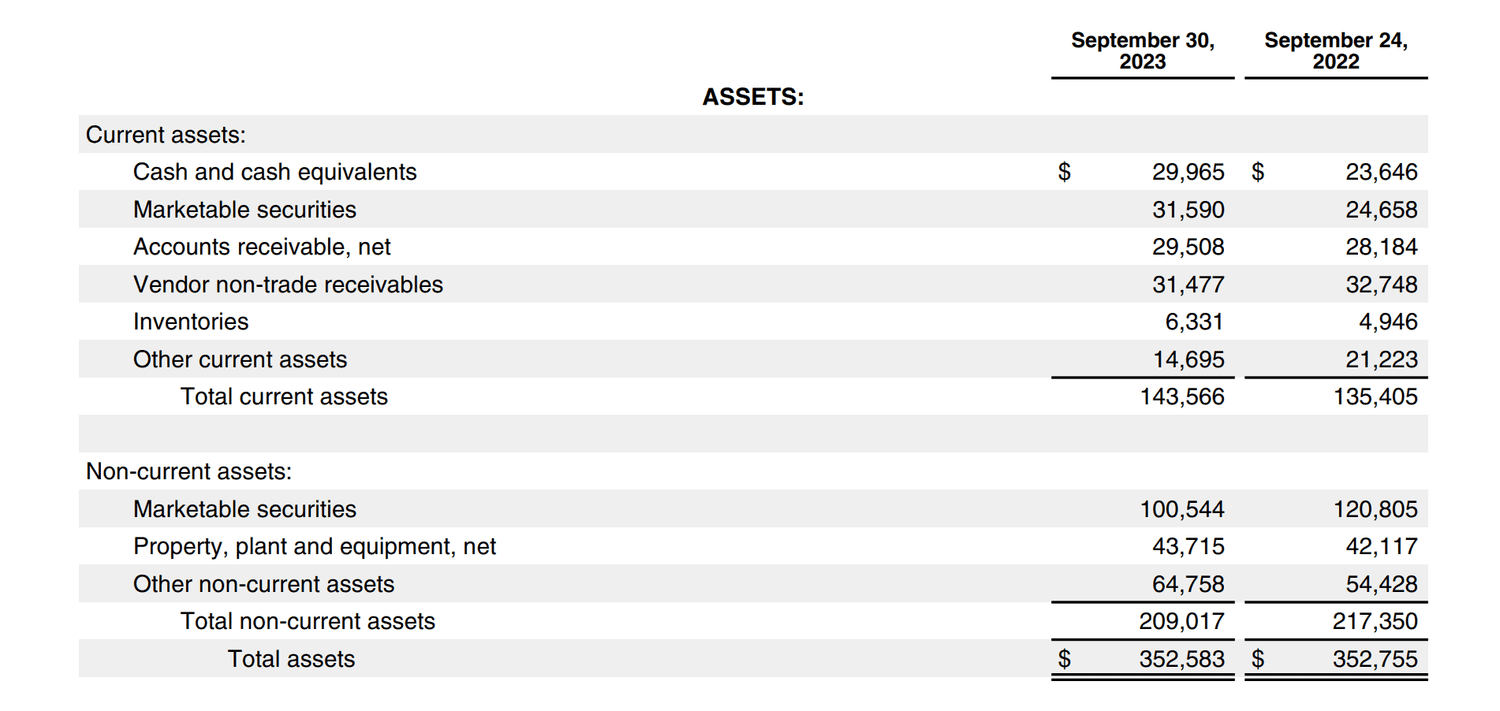 September 30, 2023 September 24, 2022
ASSETS:
Current assets:
Cash and cash equivalents $ 29,965 $ 23,646
Marketable securities 31,590 24,658
Accounts receivable, net 29,508 28,184
Vendor non-trade receivables 31,477 32,748
Inventories 6,331 4,946
Other current assets 14,695 21,223
Total current assets 143,566 135,405
Non-current assets:
Marketable securities 100,544 120,805
Property, plant and equipment, net 43,715 42,117
Other non-current assets 64,758 54,428
Total non-current assets 209,017 217,350
Total assets $ 352,583 $ 352,755